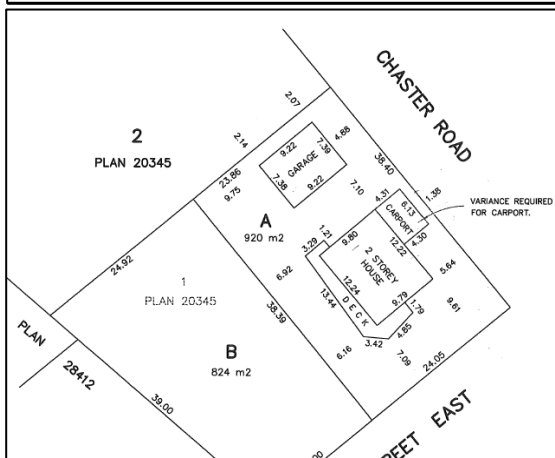 CHASTER ROAD
2
PLAN 20345
2.07
2.14
23.86
9.75
9.22
7.39
4.88
GARAGE
7.38
9.22
38.40
7.10
4.31
1.38
6.13
CARPORT
VARIANCE REQUIRED
FOR CARPORT.
A
920 m2
1.21
3.29
9.80
12.22
4.30
2 STOREY
HOUSE
24.92
6.92
12.24
13.44
DECK
9.79
1.79
5.64
9.61
1
PLAN 20345
38.39
3.42
4.85
6.16
7.09
24.05
PLAN
28412
B
824 m2
39.00
.00
REET EAST